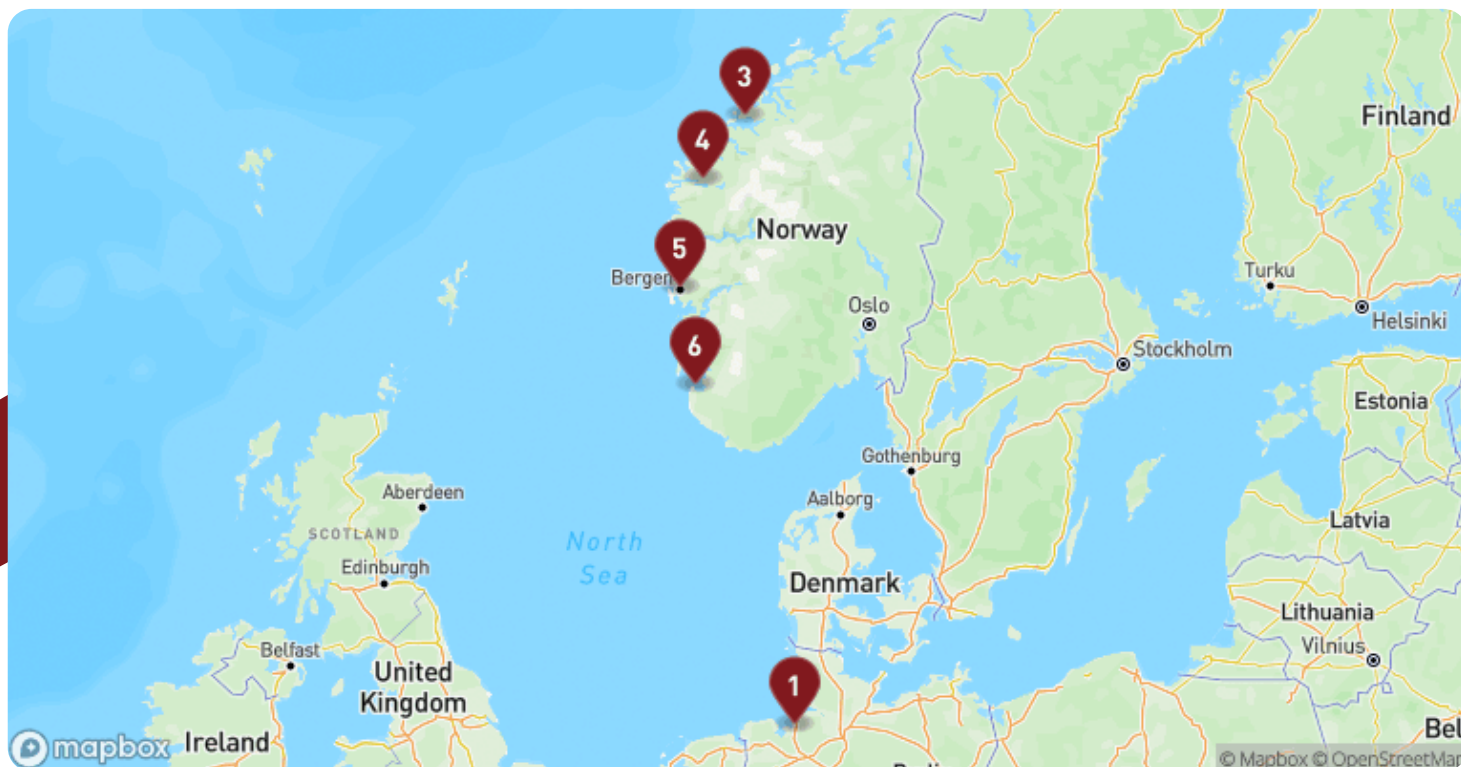 3
Finland
4
Norway
5
Bergen
Turku
Oslo
Helsinki
6
Stockholm
Estonia
Gothenburg
Aberdeen
Aalborg
SCOTLAND
Latvia
North
Sea
Edinburgh
Denmark
Lithuania
Belfast
Vilnius
United
Kingdom
1
mapbox
Ireland
Bel
© Mapbox © OpenStreetMap